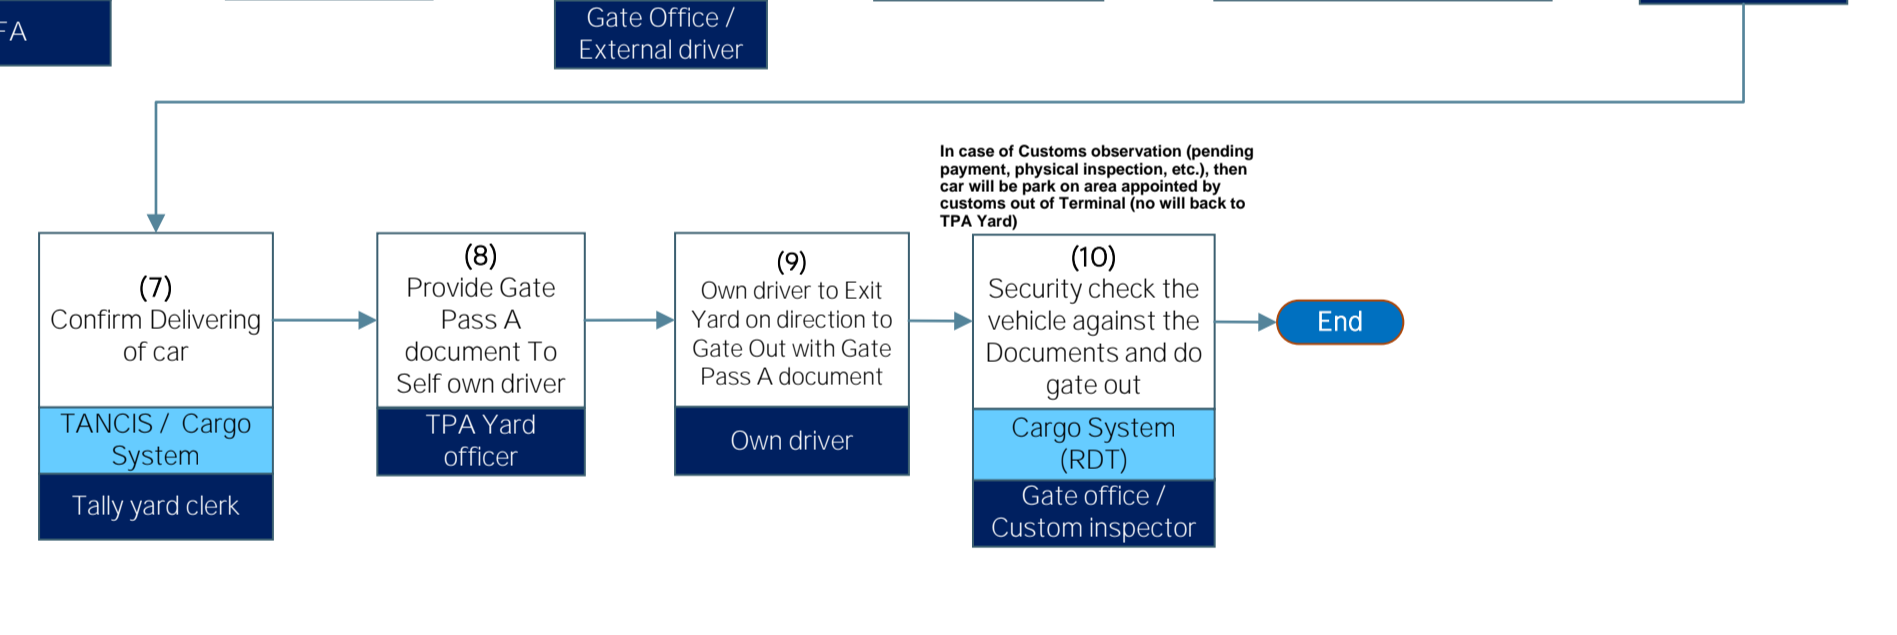 FA
Gate Office /
External driver
In case of Customs observation (pending
payment, physical inspection, etc.), then
car will be park on area appointed by
customs out of Terminal (no will back to
TPA Yard)
(7)
Confirm Delivering
of car
TANCIS /  Cargo
System
Tally yard clerk
(8)
Provide Gate
Pass A
document To
Self own driver
TPA Yard
officer
(9)
Own driver to Exit
Yard on direction to
Gate Out with Gate
Pass A document
Own driver
(10)
Security check the
vehicle against the
Documents and do
gate out
Cargo System
(RDT)
Gate office /
Custom inspector
End